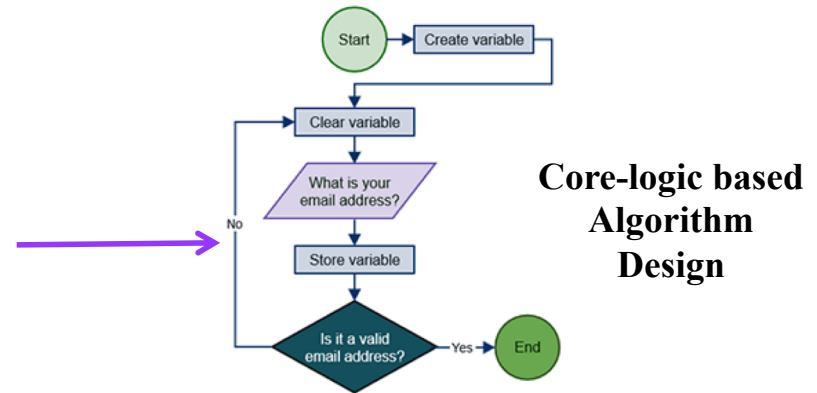 Start
Create variable
Clear variable
What is your
email address?
No
Store variable
Is it a valid
email address?
Yes
End
Core-logic based
Algorithm
Design